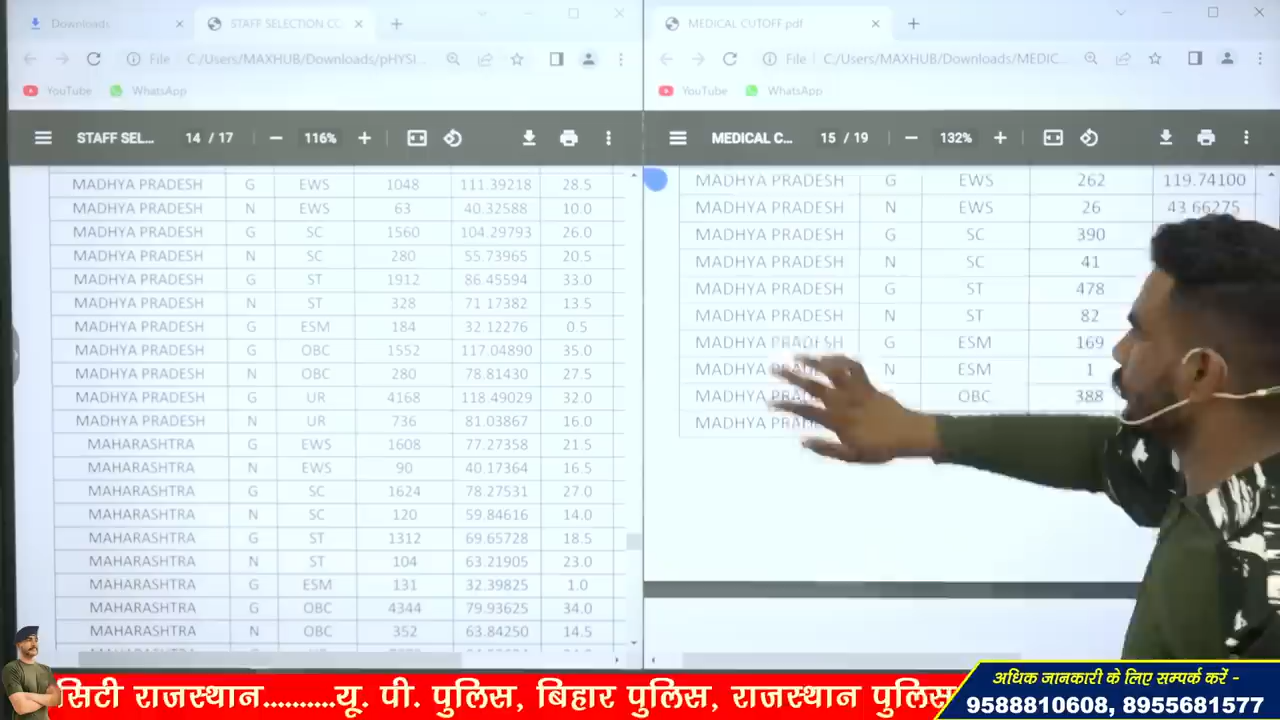 Downloads
STAFF SELECTION CO
MEDICAL CUTOFF.pdf
File C:/Users/MAXHUB/Downloads/pHYSI...
File C:/Users/MAXHUB/Downloads/MEDIC...
YouTube WhatsApp
YouTube WhatsApp
STAFF SEL... 14 / 17 116%
MEDICAL C... 15 / 19 132%
MADHYA PRADESH G EWS 1048 111.39218 28.5
MADHYA PRADESH N EWS 63 40.32588 10.0
MADHYA PRADESH G SC 1560 104.29793 26.0
MADHYA PRADESH N SC 280 55.73965 20.5
MADHYA PRADESH G ST 1912 86.45594 33.0
MADHYA PRADESH N ST 328 71.17382 13.5
MADHYA PRADESH G ESM 184 32.12276 0.5
MADHYA PRADESH G OBC 1552 117.04890 35.0
MADHYA PRADESH N OBC 280 78.81430 27.5
MADHYA PRADESH G UR 4168 118.49029 32.0
MADHYA PRADESH N UR 736 81.03867 16.0
MAHARASHTRA G EWS 1608 77.27358 21.5
MAHARASHTRA N EWS 90 40.17364 16.5
MAHARASHTRA G SC 1624 78.27531 27.0
MAHARASHTRA N SC 120 59.84616 14.0
MAHARASHTRA G ST 1312 69.65728 18.5
MAHARASHTRA N ST 104 63.21905 23.0
MAHARASHTRA G ESM 131 32.39825 1.0
MAHARASHTRA G OBC 4344 79.93625 34.0
MAHARASHTRA N OBC 352 63.84250 14.5
MADHYA PRADESH G EWS 262 119.74100
MADHYA PRADESH N EWS 26 43.66275
MADHYA PRADESH G SC 390
MADHYA PRADESH N SC 41
MADHYA PRADESH G ST 478
MADHYA PRADESH N ST 82
MADHYA PRADESH G ESM 169
MADHYA N ESM 1
MADHYA OBC 388
MADHYA
सिटी राजस्थान..........यू. पी. पुलिस, बिहार पुलिस, राजस्थान पुलिस
अधिक जानकारी के लिए सम्पर्क करें -
9588810608, 8955681577